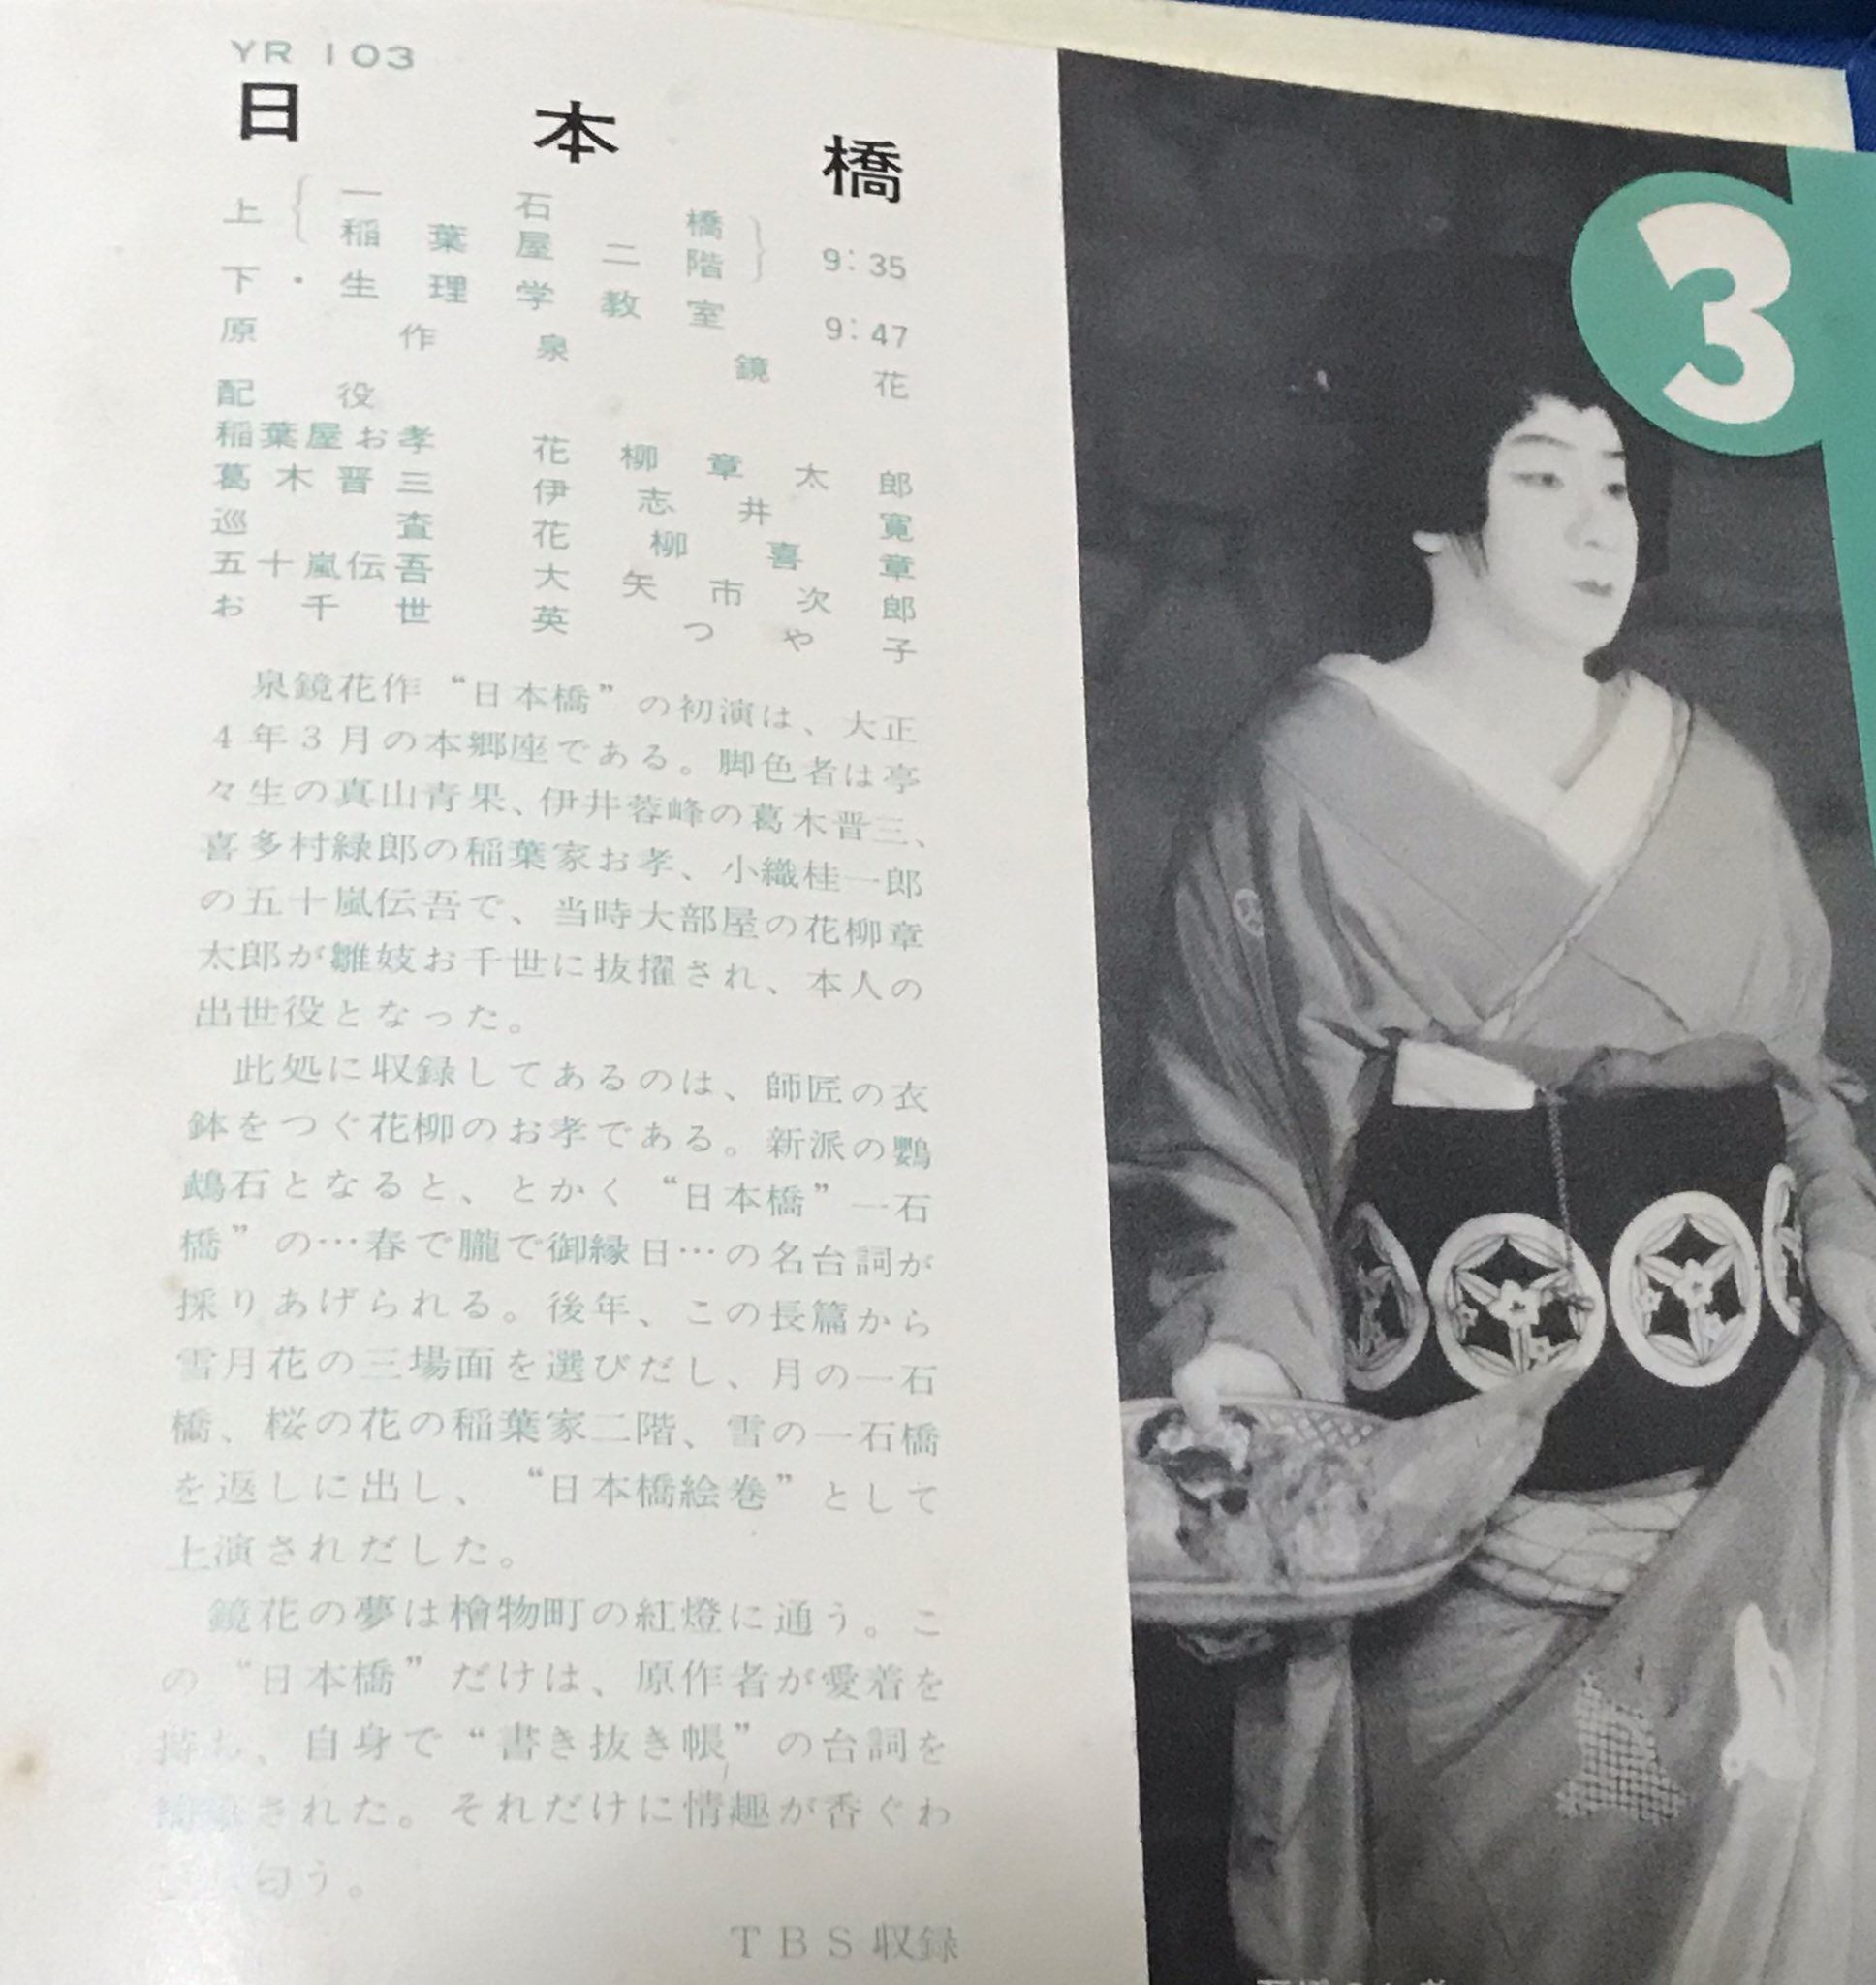 YR 103
日本橋
上{一石橋
稲葉屋二階} 9:35
下・生理学教室 9:47
原作 泉鏡花
配役
稲葉屋お孝 花柳章太郎
葛木晋三 伊志井寛
巡査 花柳喜章
五十嵐伝吾 大矢市次郎
お千世 英つや子
泉鏡花作“日本橋”の初演は、大正
4年3月の本郷座である。脚色者は亭
々生の真山青果、伊井蓉峰の葛木晋三、
喜多村緑郎の稲葉家お孝、小織桂一郎
の五十嵐伝吾で、当時大部屋の花柳章
太郎が雛妓お千世に抜擢され、本人の
出世役となった。
此処に収録してあるのは、師匠の衣
鉢をつぐ花柳のお孝である。新派の鸚
鵡石となると、とかく“日本橋”一石
橋”の…春で朧で御縁日…の名台詞が
採りあげられる。後年、この長篇から
雪月花の三場面を選びだし、月の一石
橋、桜の花の稲葉家二階、雪の一石橋
を返しに出し、“日本橋絵巻”として
上演されだした。
鏡花の夢は檜物町の紅燈に通う。こ
の“日本橋”だけは、原作者が愛着を
持ち、自身で“書き抜き帳”の台詞を
された。それだけに情趣が香ぐわ
匂う。
TBS収録
3